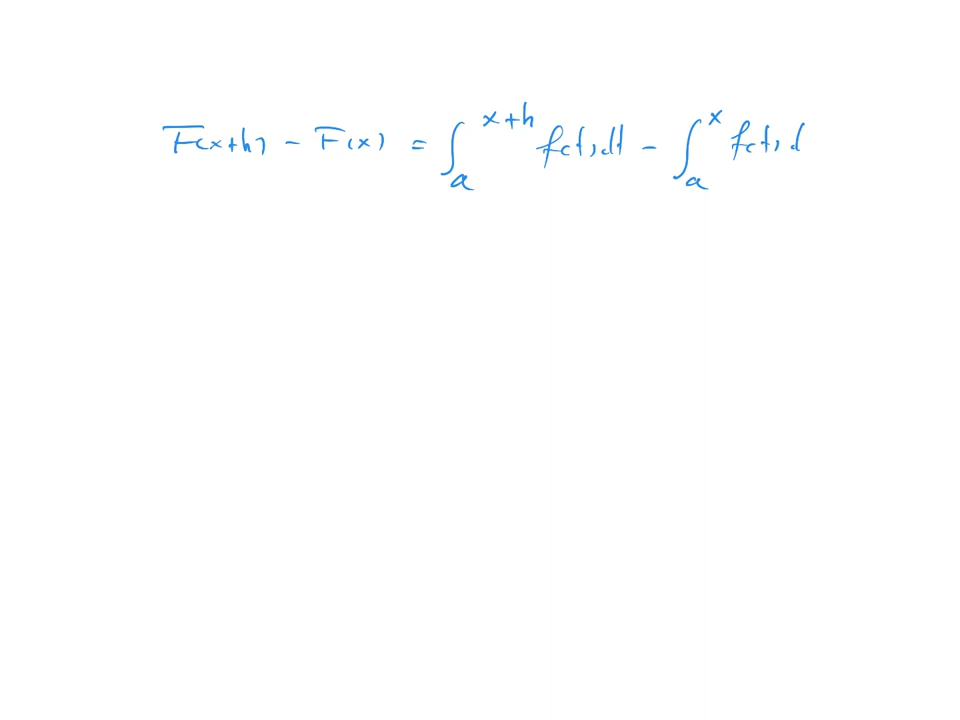 F(x+h) - F(x) = ∫_a^{x+h} f(t)dt - ∫_a^x f(t)d